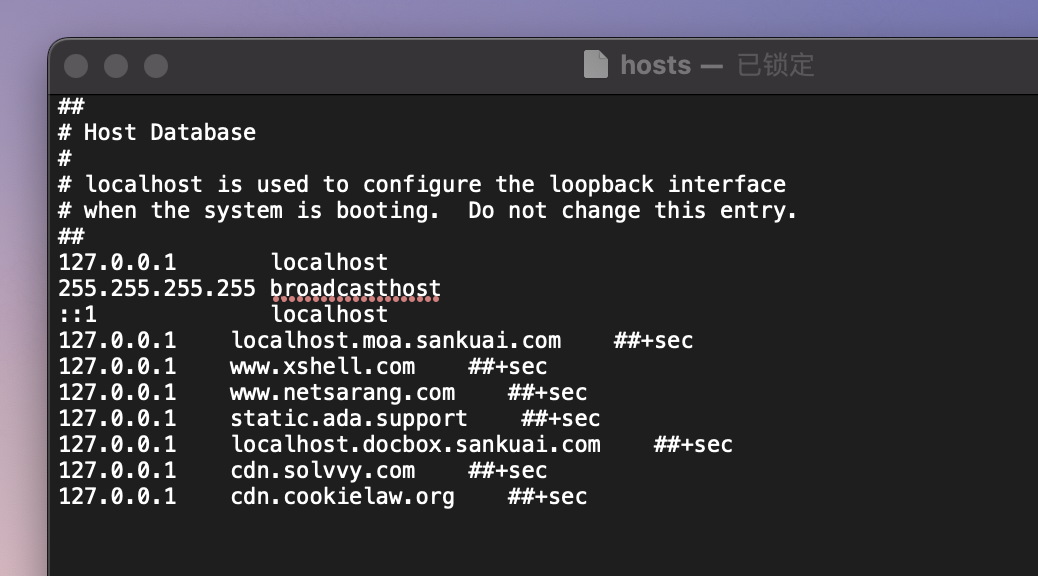 hosts — 已锁定
##
# Host Database
#
# localhost is used to configure the loopback interface
# when the system is booting.  Do not change this entry.
##
127.0.0.1       localhost
255.255.255.255 broadcasthost
::1             localhost
127.0.0.1    localhost.moa.sankuai.com    ##+sec
127.0.0.1    www.xshell.com    ##+sec
127.0.0.1    www.netsarang.com    ##+sec
127.0.0.1    static.ada.support    ##+sec
127.0.0.1    localhost.docbox.sankuai.com    ##+sec
127.0.0.1    cdn.solvvy.com    ##+sec
127.0.0.1    cdn.cookielaw.org    ##+sec